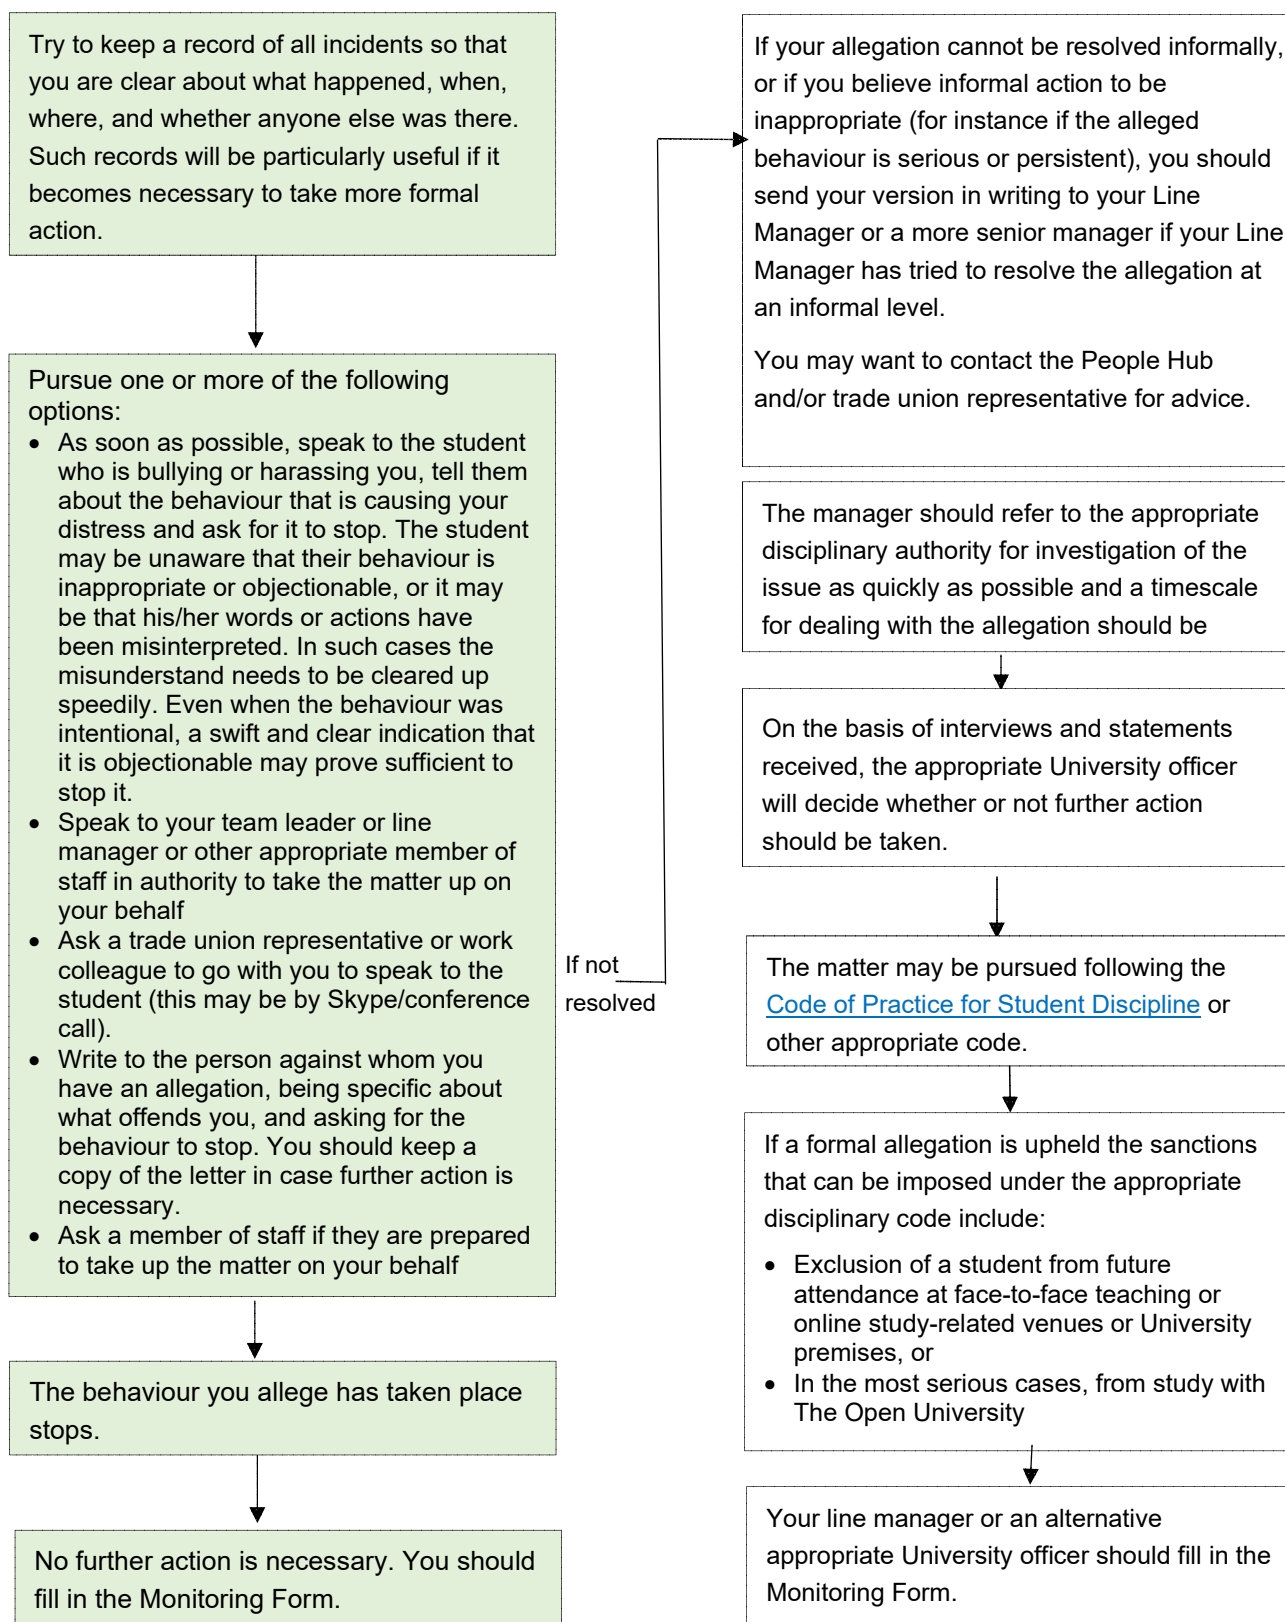 Try to keep a record of all incidents so that
you are clear about what happened, when,
where, and whether anyone else was there.
Such records will be particularly useful if it
becomes necessary to take more formal
action.
Pursue one or more of the following
options:
• As soon as possible, speak to the student
who is bullying or harassing you, tell them
about the behaviour that is causing your
distress and ask for it to stop. The student
may be unaware that their behaviour is
inappropriate or objectionable, or it may
be that his/her words or actions have
been misinterpreted. In such cases the
misunderstand needs to be cleared up
speedily. Even when the behaviour was
intentional, a swift and clear indication that
it is objectionable may prove sufficient to
stop it.
• Speak to your team leader or line
manager or other appropriate member of
staff in authority to take the matter up on
your behalf
• Ask a trade union representative or work
colleague to go with you to speak to the
student (this may be by Skype/conference
call).
• Write to the person against whom you
have an allegation, being specific about
what offends you, and asking for the
behaviour to stop. You should keep a
copy of the letter in case further action is
necessary.
• Ask a member of staff if they are prepared
to take up the matter on your behalf
The behaviour you allege has taken place
stops.
No further action is necessary. You should
fill in the Monitoring Form.
If not
resolved
If your allegation cannot be resolved informally,
or if you believe informal action to be
inappropriate (for instance if the alleged
behaviour is serious or persistent), you should
send your version in writing to your Line
Manager or a more senior manager if your Line
Manager has tried to resolve the allegation at
an informal level.
You may want to contact the People Hub
and/or trade union representative for advice.
The manager should refer to the appropriate
disciplinary authority for investigation of the
issue as quickly as possible and a timescale
for dealing with the allegation should be
On the basis of interviews and statements
received, the appropriate University officer
will decide whether or not further action
should be taken.
The matter may be pursued following the
Code of Practice for Student Discipline or
other appropriate code.
If a formal allegation is upheld the sanctions
that can be imposed under the appropriate
disciplinary code include:
• Exclusion of a student from future
attendance at face-to-face teaching or
online study-related venues or University
premises, or
• In the most serious cases, from study with
The Open University
Your line manager or an alternative
appropriate University officer should fill in the
Monitoring Form.